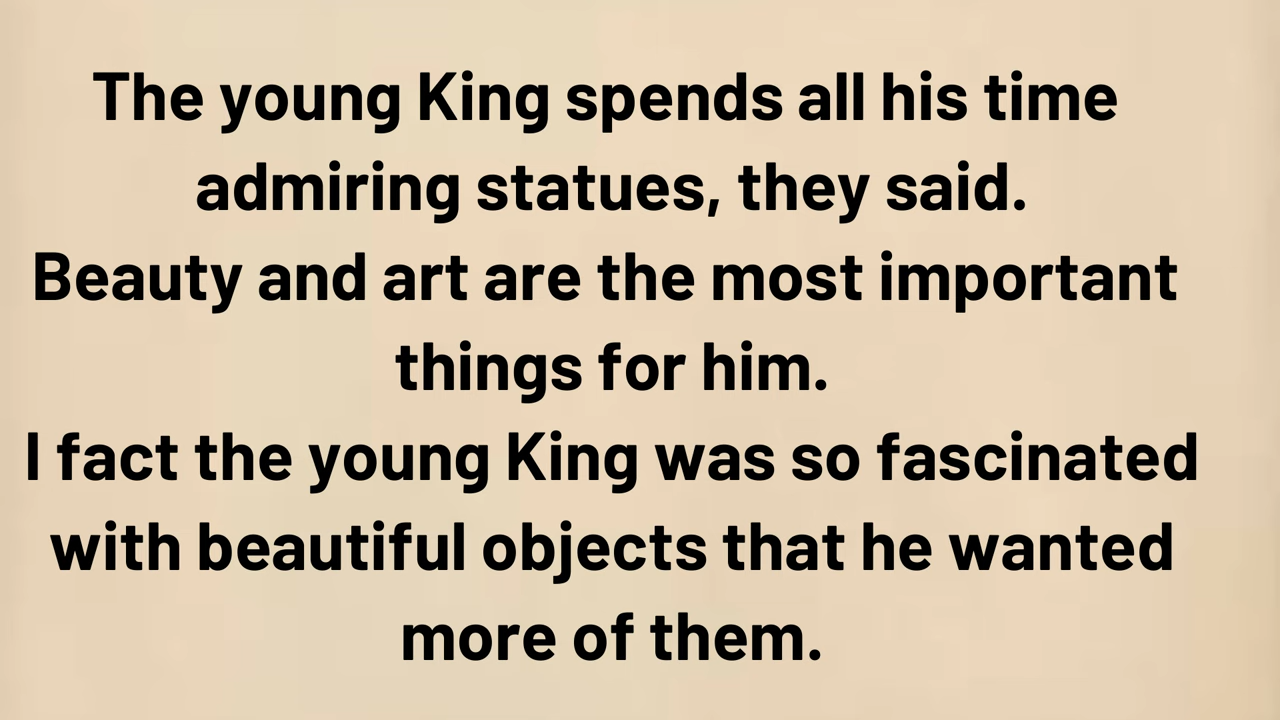 The young King spends all his time
admiring statues, they said.
Beauty and art are the most important
things for him.
I fact the young King was so fascinated
with beautiful objects that he wanted
more of them.